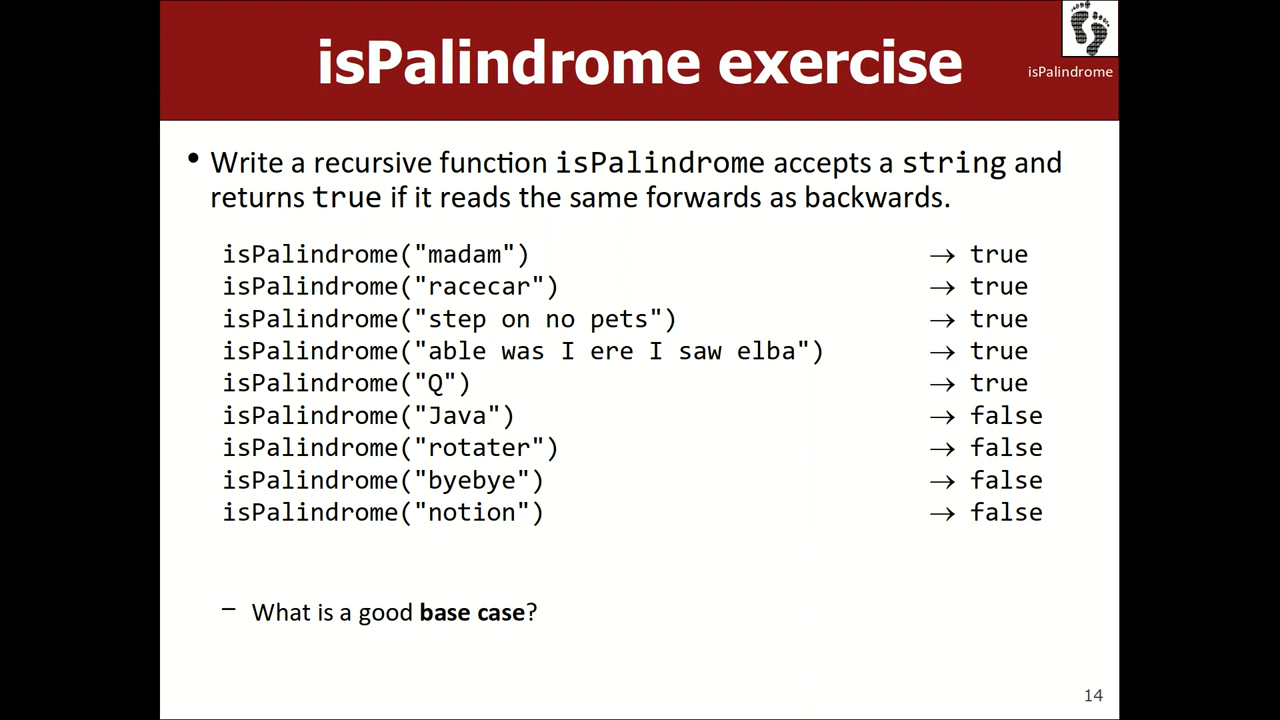 isPalindrome exercise
isPalindrome
• Write a recursive function isPalindrome accepts a string and
returns true if it reads the same forwards as backwards.
isPalindrome("madam") → true
isPalindrome("racecar") → true
isPalindrome("step on no pets") → true
isPalindrome("able was I ere I saw elba") → true
isPalindrome("Q") → true
isPalindrome("Java") → false
isPalindrome("rotater") → false
isPalindrome("byebye") → false
isPalindrome("notion") → false
– What is a good base case?
14